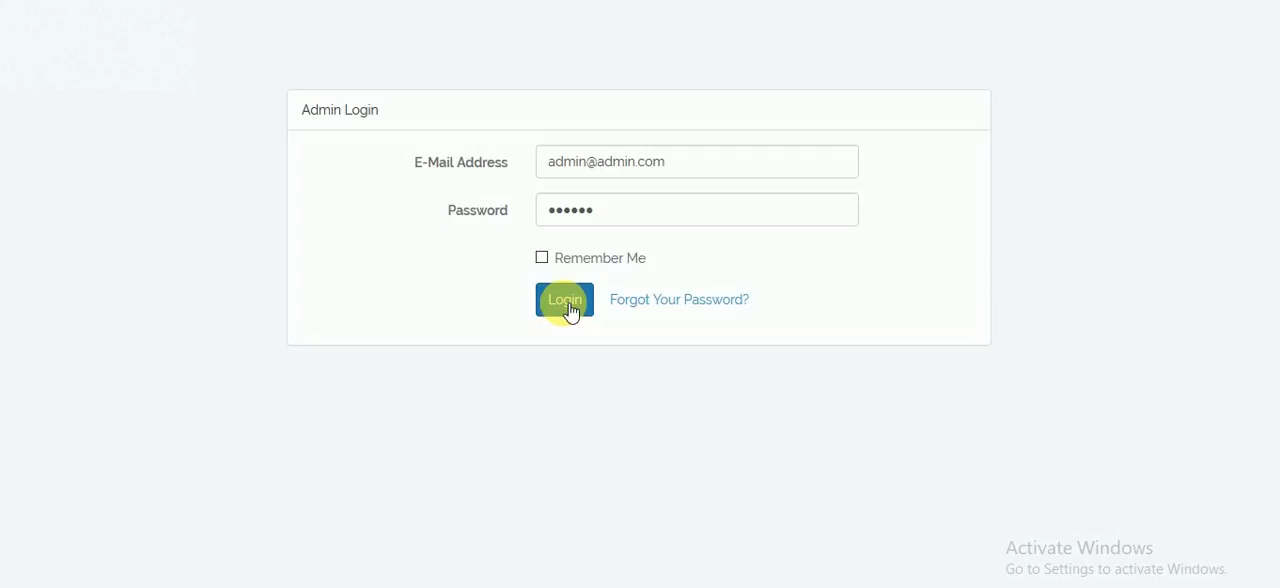 Admin Login
E-Mail Address
admin@admin.com
Password
••••••
Remember Me
Login
Forgot Your Password?
Activate Windows
Go to Settings to activate Windows.